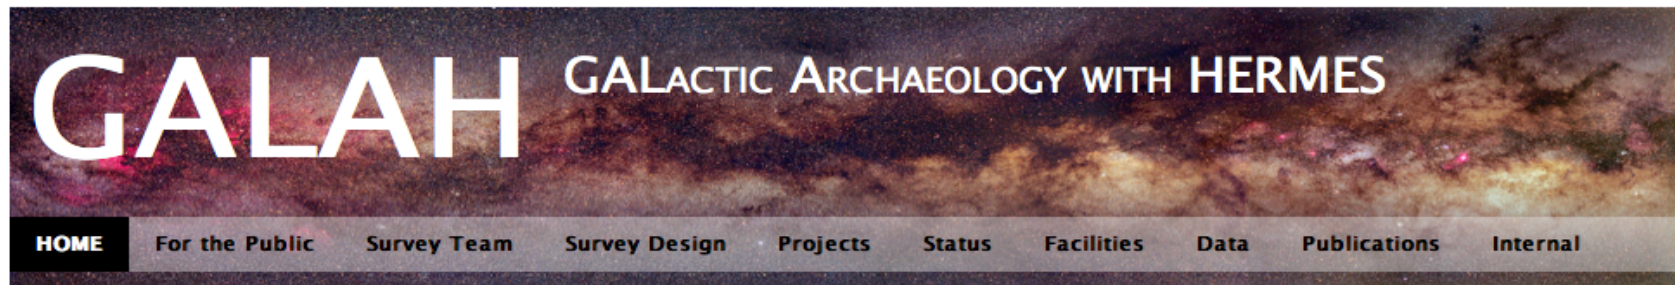 GALAH
GALACTIC ARCHAEOLOGY WITH HERMES
HOME For the Public Survey Team Survey Design Projects Status Facilities Data Publications Internal